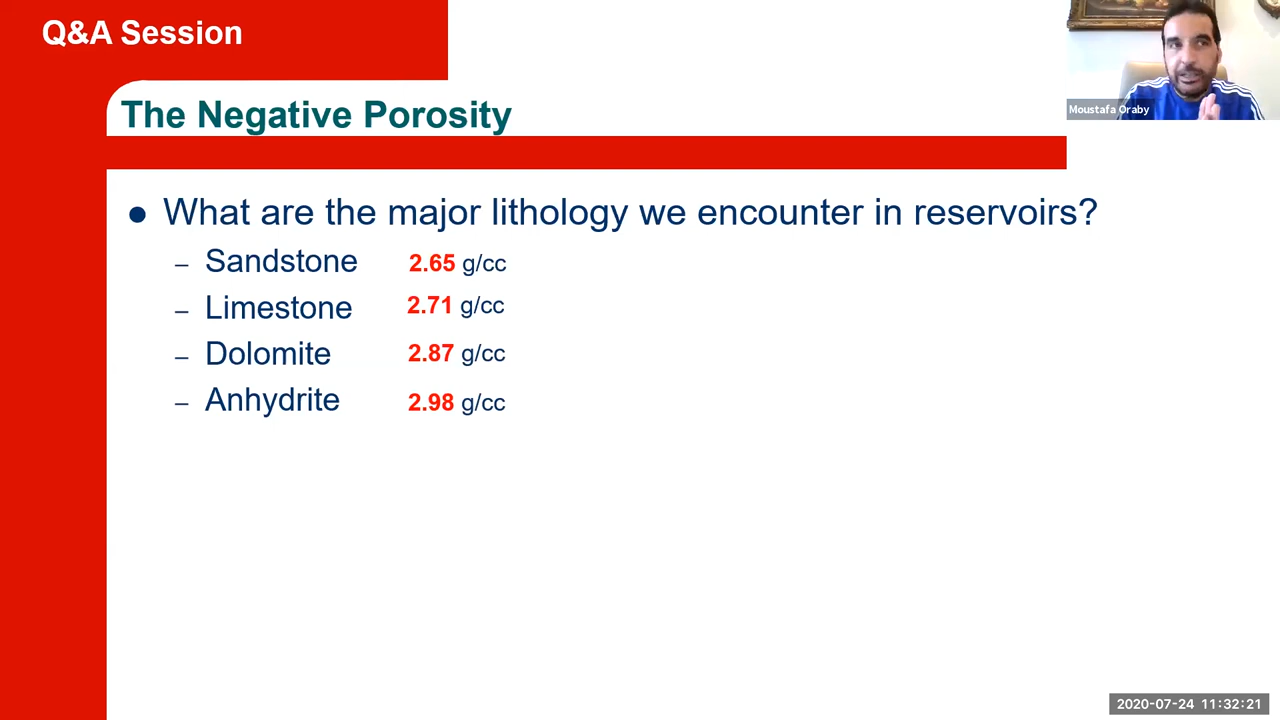 Q&A Session
The Negative Porosity
Moustafa Oraby
● What are the major lithology we encounter in reservoirs?
– Sandstone 2.65 g/cc
– Limestone 2.71 g/cc
– Dolomite 2.87 g/cc
– Anhydrite 2.98 g/cc
2020-07-24 11:32:21